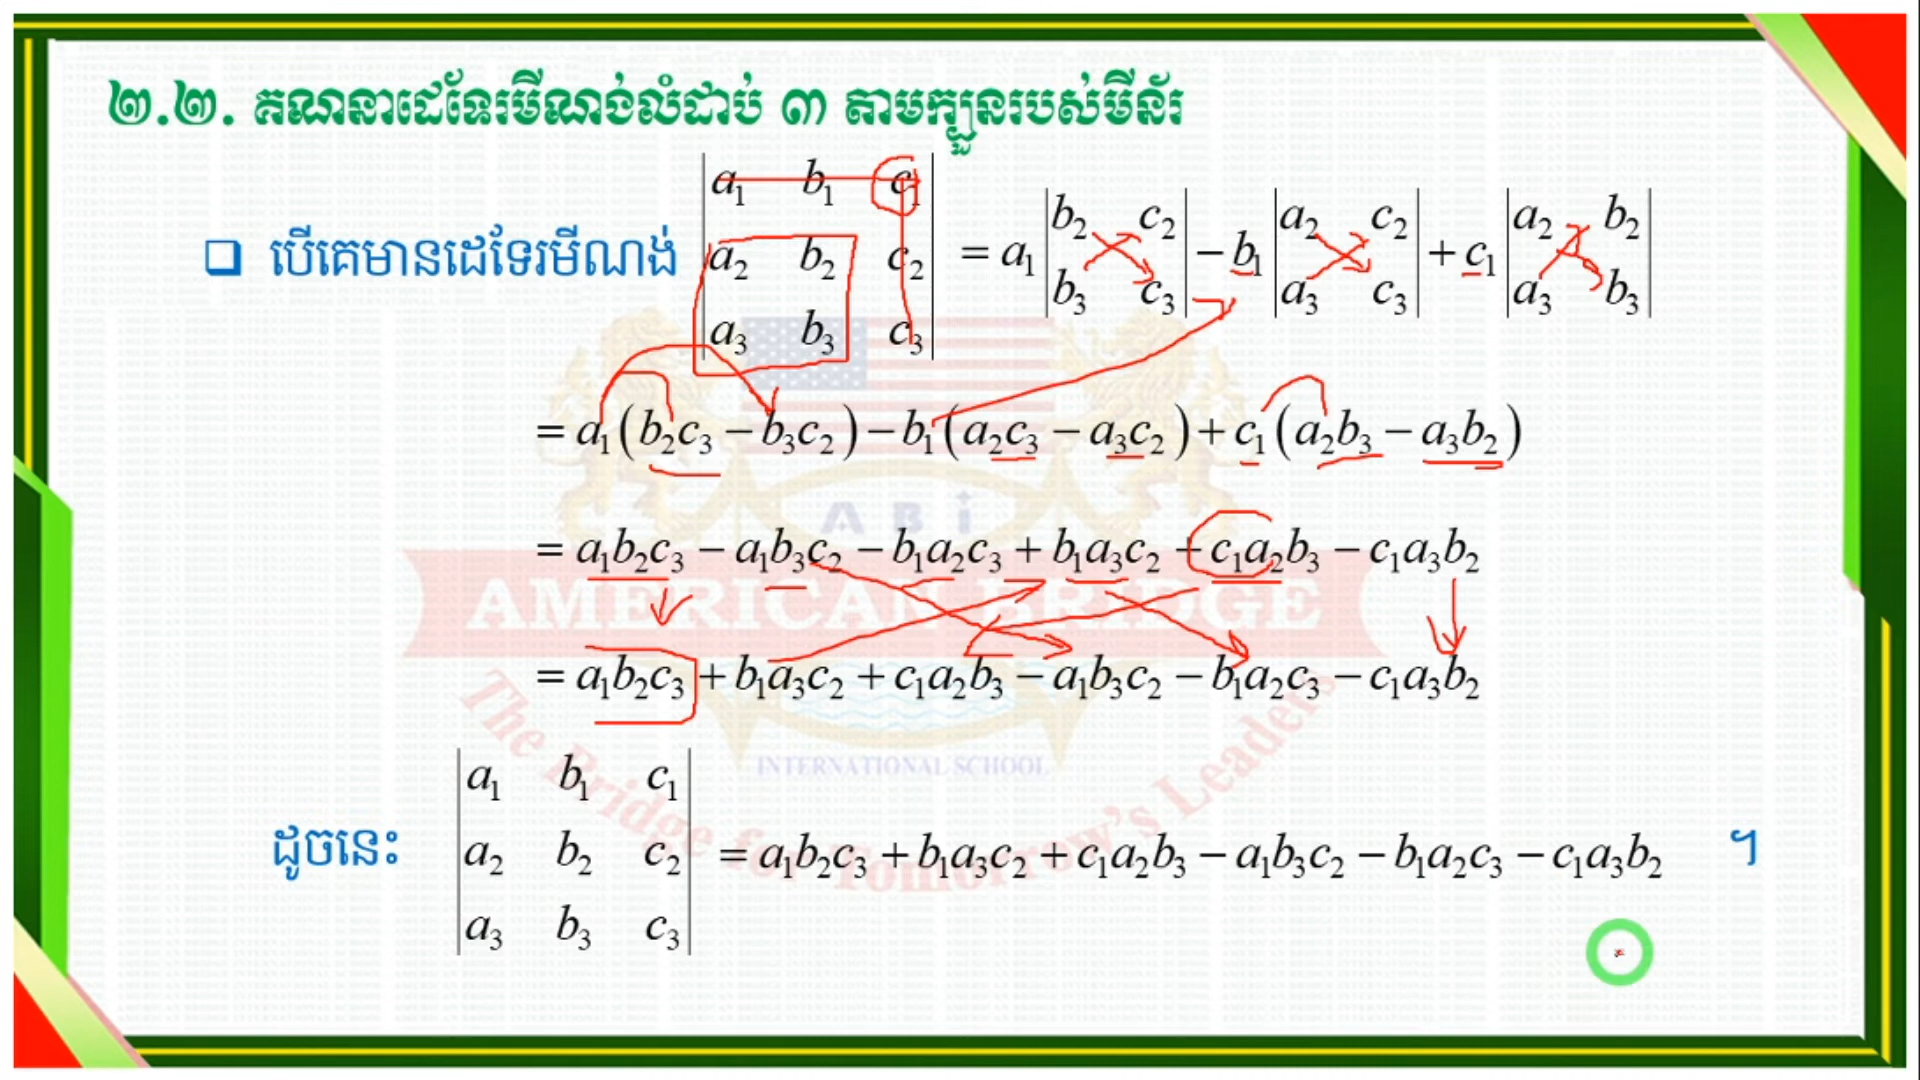 ២.២. គណនាដេទែរមីណង់លំដាប់ ៣ តាមក្បួនរបស់មីន័រ
❑ បើគេមានដេទែរមីណង់ | a₁ b₁ c₁ | a₂ b₂ c₂ | a₃ b₃ c₃ | = a₁ | b₂ c₂ | b₃ c₃ | − b₁ | a₂ c₂ | a₃ c₃ | + c₁ | a₂ b₂ | a₃ b₃ |
= a₁(b₂c₃ − b₃c₂) − b₁(a₂c₃ − a₃c₂) + c₁(a₂b₃ − a₃b₂)
A B i
= a₁b₂c₃ − a₁b₃c₂ − b₁a₂c₃ + b₁a₃c₂ + c₁a₂b₃ − c₁a₃b₂
AMERICAN BRIDGE
= a₁b₂c₃ + b₁a₃c₂ + c₁a₂b₃ − a₁b₃c₂ − b₁a₂c₃ − c₁a₃b₂
INTERNATIONAL SCHOOL
The Bridge for Tomorrow's Leaders
ដូចនេះ | a₁ b₁ c₁ | a₂ b₂ c₂ | a₃ b₃ c₃ | = a₁b₂c₃ + b₁a₃c₂ + c₁a₂b₃ − a₁b₃c₂ − b₁a₂c₃ − c₁a₃b₂ ។